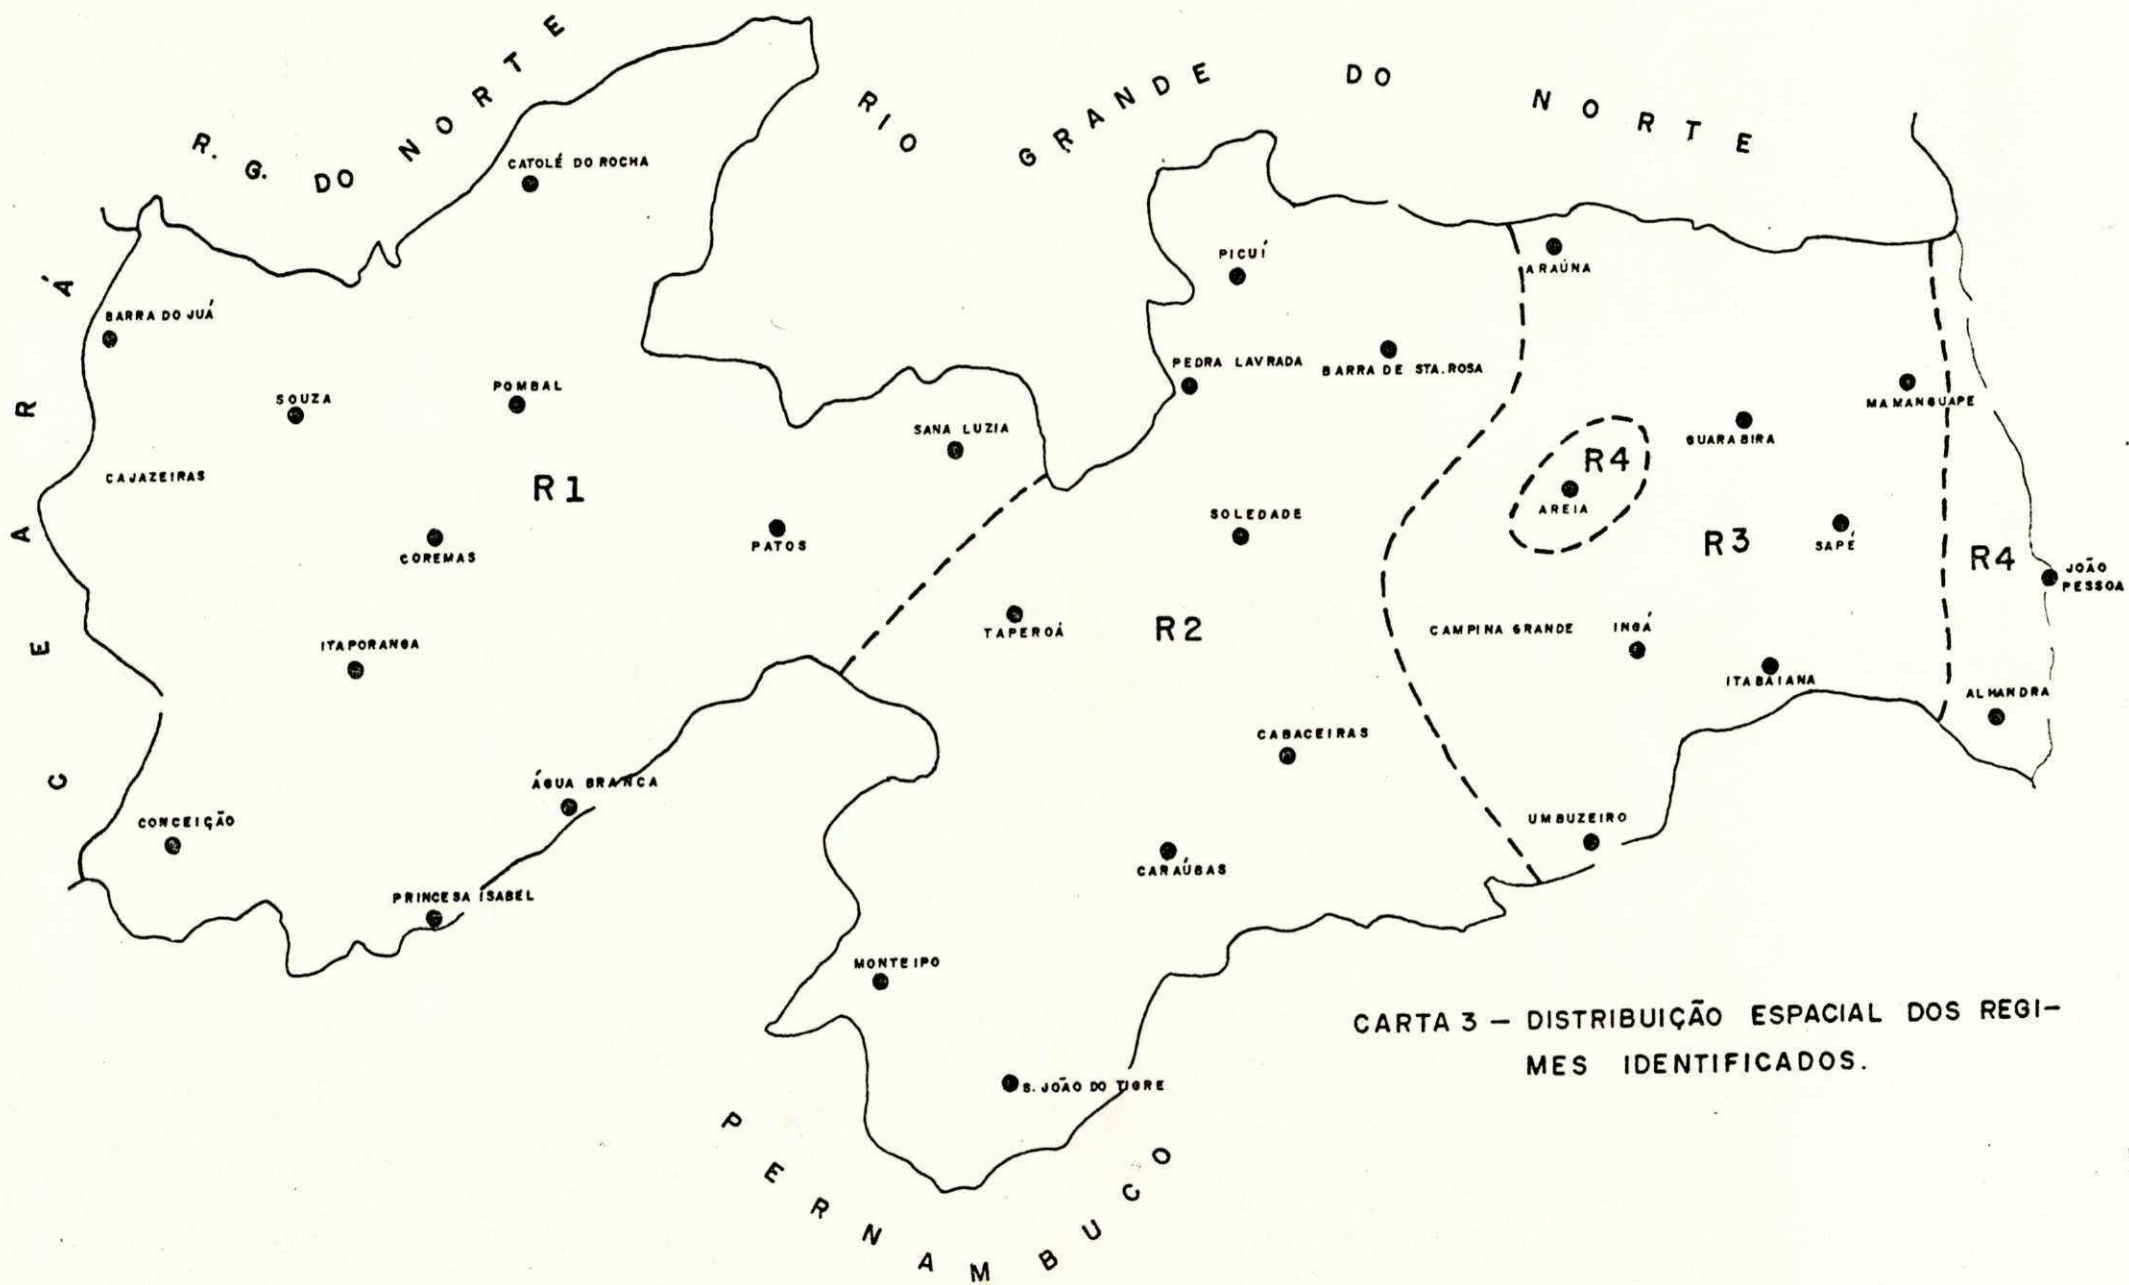 R. G. DO NORTE
RIO GRANDE DO NORTE
CEARÁ
PERNAMBUCO
CATOLÉ DO ROCHA
BARRA DO JUÁ
SOUZA
POMBAL
CAJAZEIRAS
R1
COREMAS
PATOS
SANA LUZIA
ITAPORANGA
ÁGUA BRANCA
CONCEIÇÃO
PRINCESA ISABEL
PICUÍ
PEDRA LAVRADA
BARRA DE STA. ROSA
SOLEDADE
TAPEROÁ
R2
CABACEIRAS
CARAÚBAS
MONTEIPO
S. JOÃO DO TIGRE
ARAÚNA
MAMANGUAPE
GUARABIRA
R4
AREIA
R3
SAPÉ
CAMPINA GRANDE
INGÁ
ITABAIANA
UMBUZEIRO
R4
JOÃO
PESSOA
ALHANDRA
CARTA 3 – DISTRIBUIÇÃO ESPACIAL DOS REGI–
MES IDENTIFICADOS.